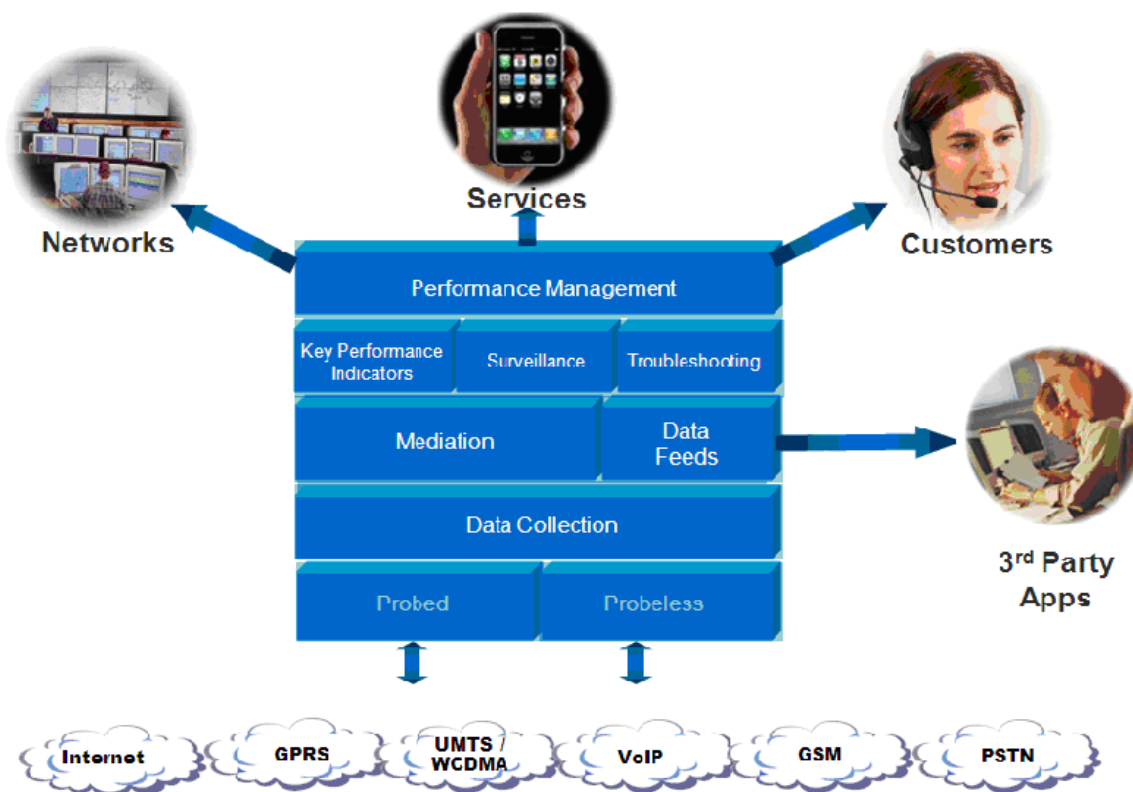 Services
Networks
Customers
Performance Management
Key Performance
Indicators
Surveillance
Troubleshooting
Mediation
Data
Feeds
Data Collection
3rd Party
Apps
Probed
Probeless
Internet
GPRS
UMTS /
WCDMA
VoIP
GSM
PSTN